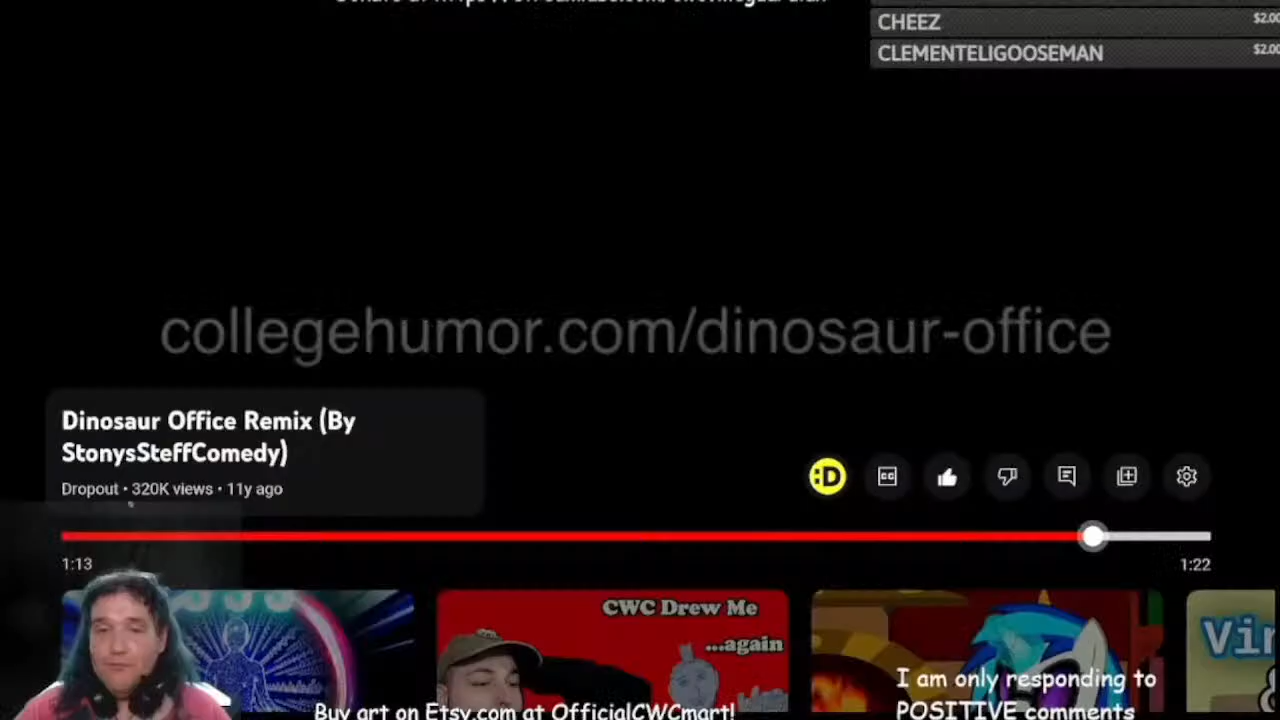 CHEEZ $2.00
CLEMENTELIGOOSEMAN $2.00
collegehumor.com/dinosaur-office
Dinosaur Office Remix (By
StonysSteffComedy)
Dropout • 320K views • 11y ago
:D
CC
1:13
1:22
CWC Drew Me
...again
I am only responding to
POSITIVE comments
Buy art on Etsy.com at OfficialCWCmart!